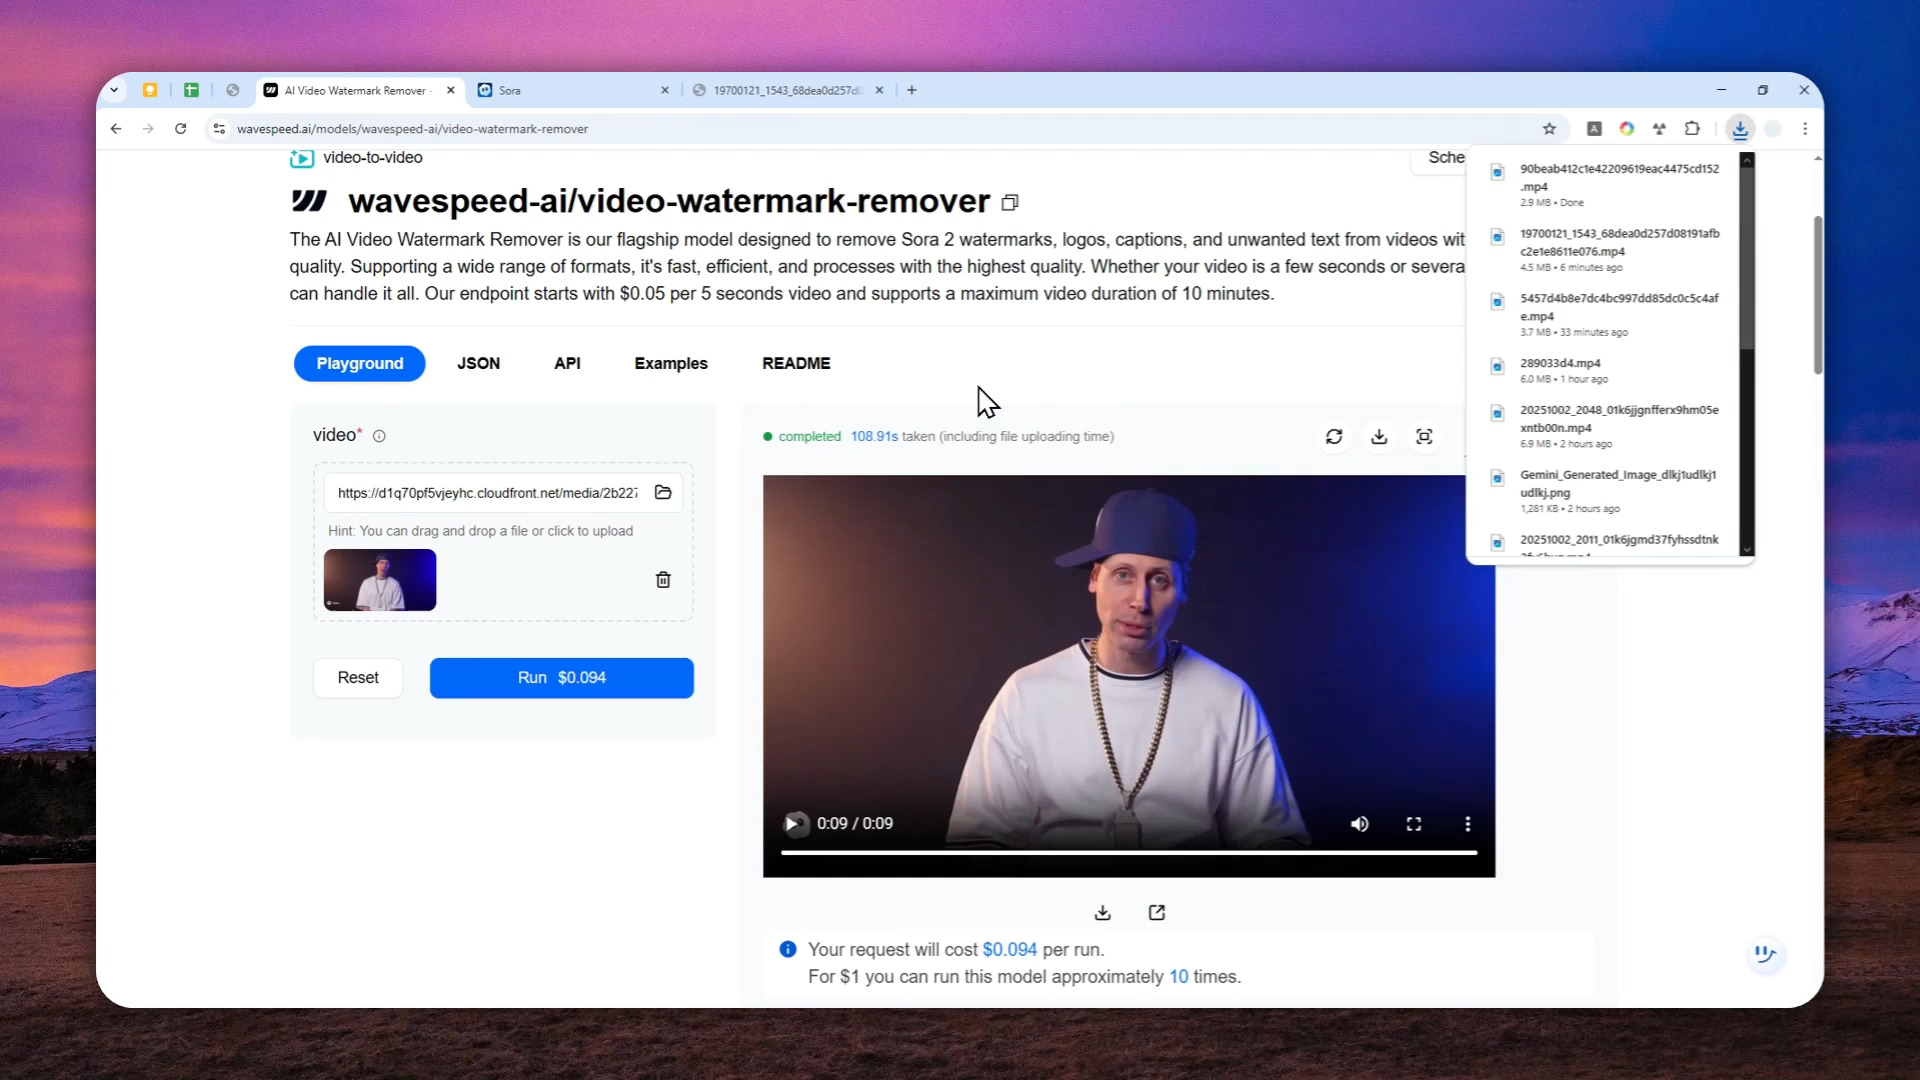 AI Video Watermark Remover -
Sora
19700121_1543_68dea0d257d0
wavespeed.ai/models/wavespeed-ai/video-watermark-remover
video-to-video
Sche
wavespeed-ai/video-watermark-remover
The AI Video Watermark Remover is our flagship model designed to remove Sora 2 watermarks, logos, captions, and unwanted text from videos wit
quality. Supporting a wide range of formats, it's fast, efficient, and processes with the highest quality. Whether your video is a few seconds or severa
can handle it all. Our endpoint starts with $0.05 per 5 seconds video and supports a maximum video duration of 10 minutes.
Playground
JSON
API
Examples
README
video*
https://d1q70pf5vjeyhc.cloudfront.net/media/2b227
Hint: You can drag and drop a file or click to upload
Reset
Run $0.094
completed 108.91s taken (including file uploading time)
0:09 / 0:09
Your request will cost $0.094 per run.
For $1 you can run this model approximately 10 times.
90beab412c1e42209619eac4475cd152
.mp4
2.9 MB • Done
19700121_1543_68dea0d257d08191afb
c2e1e8611e076.mp4
4.5 MB • 6 minutes ago
5457d4b8e7dc4bc997dd85dc0c5c4af
e.mp4
3.7 MB • 33 minutes ago
289033d4.mp4
6.0 MB • 1 hour ago
20251002_2048_01k6jjgnfferx9hm05e
xntb00n.mp4
6.9 MB • 2 hours ago
Gemini_Generated_Image_dlkj1udlkj1
udlkj.png
1,281 KB • 2 hours ago
20251002_2011_01k6jgmd37fyhssdtnk